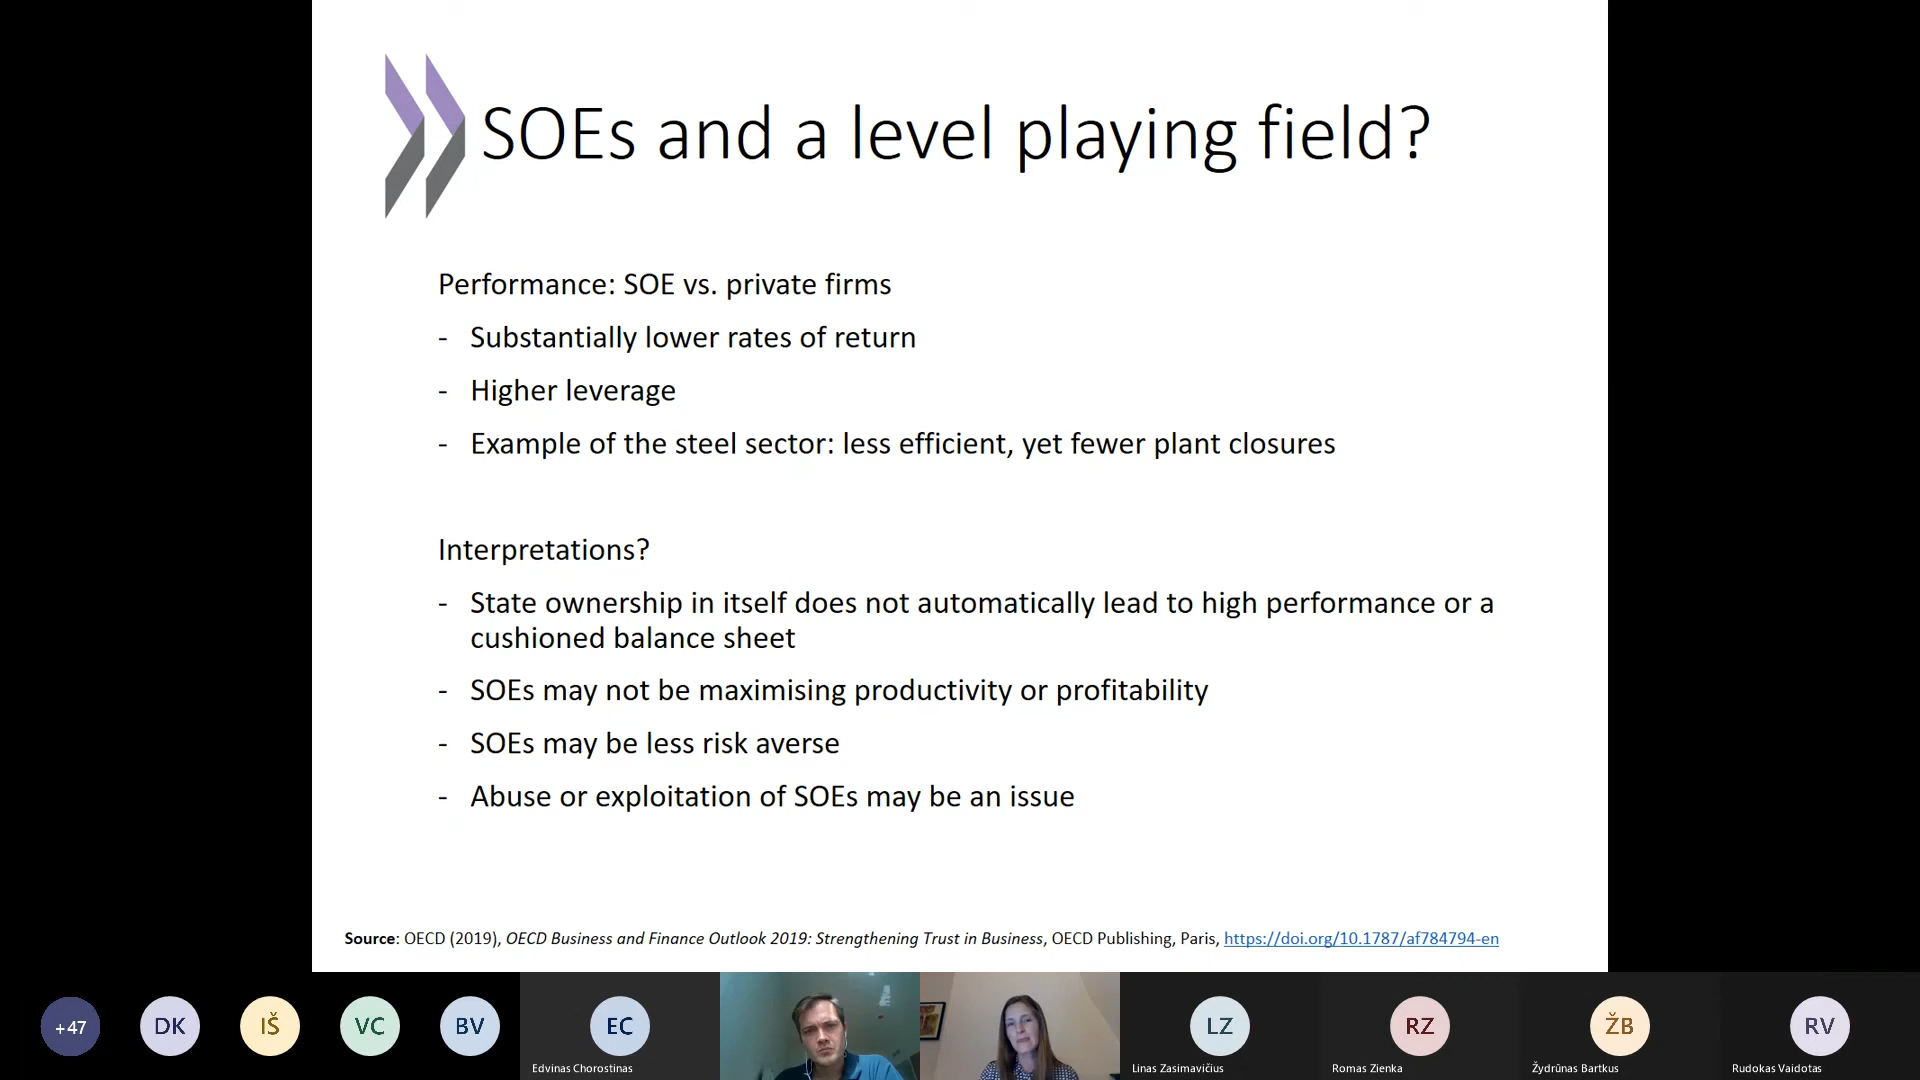 SOEs and a level playing field?
Performance: SOE vs. private firms
- Substantially lower rates of return
- Higher leverage
- Example of the steel sector: less efficient, yet fewer plant closures
Interpretations?
- State ownership in itself does not automatically lead to high performance or a
cushioned balance sheet
- SOEs may not be maximising productivity or profitability
- SOEs may be less risk averse
- Abuse or exploitation of SOEs may be an issue
Source: OECD (2019), OECD Business and Finance Outlook 2019: Strengthening Trust in Business, OECD Publishing, Paris, https://doi.org/10.1787/af784794-en
+47 DK IŠ VC BV EC LZ RZ ŽB RV
Edvinas Chorostinas Linas Zasimavičius Romas Zienka Žydrūnas Bartkus Rudokas Vaidotas